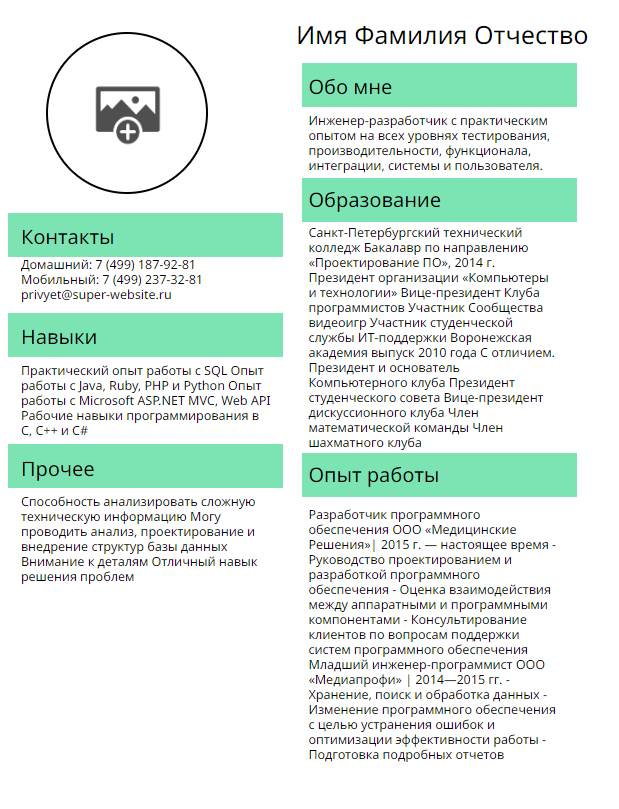 Имя Фамилия Отчество
Контакты
Домашний: 7 (499) 187-92-81
Мобильный: 7 (499) 237-32-81
privyet@super-website.ru
Навыки
Практический опыт работы с SQL Опыт
работы с Java, Ruby, PHP и Python Опыт
работы с Microsoft ASP.NET MVC, Web API
Рабочие навыки программирования в
C, C++ и C#
Прочее
Способность анализировать сложную
техническую информацию Могу
проводить анализ, проектирование и
внедрение структур базы данных
Внимание к деталям Отличный навык
решения проблем
Обо мне
Инженер-разработчик с практическим
опытом на всех уровнях тестирования,
производительности, функционала,
интеграции, системы и пользователя.
Образование
Санкт-Петербургский технический
колледж Бакалавр по направлению
«Проектирование ПО», 2014 г.
Президент организации «Компьютеры
и технологии» Вице-президент Клуба
программистов Участник Сообщества
видеоигр Участник студенческой
службы ИТ-поддержки Воронежская
академия выпуск 2010 года С отличием.
Президент и основатель
Компьютерного клуба Президент
студенческого совета Вице-президент
дискуссионного клуба Член
математической команды Член
шахматного клуба
Опыт работы
Разработчик программного
обеспечения ООО «Медицинские
Решения»| 2015 г. — настоящее время -
Руководство проектированием и
разработкой программного
обеспечения - Оценка взаимодействия
между аппаратными и программными
компонентами - Консультирование
клиентов по вопросам поддержки
систем программного обеспечения
Младший инженер-программист ООО
«Медиапрофи» | 2014—2015 гг. -
Хранение, поиск и обработка данных -
Изменение программного обеспечения
с целью устранения ошибок и
оптимизации эффективности работы -
Подготовка подробных отчетов